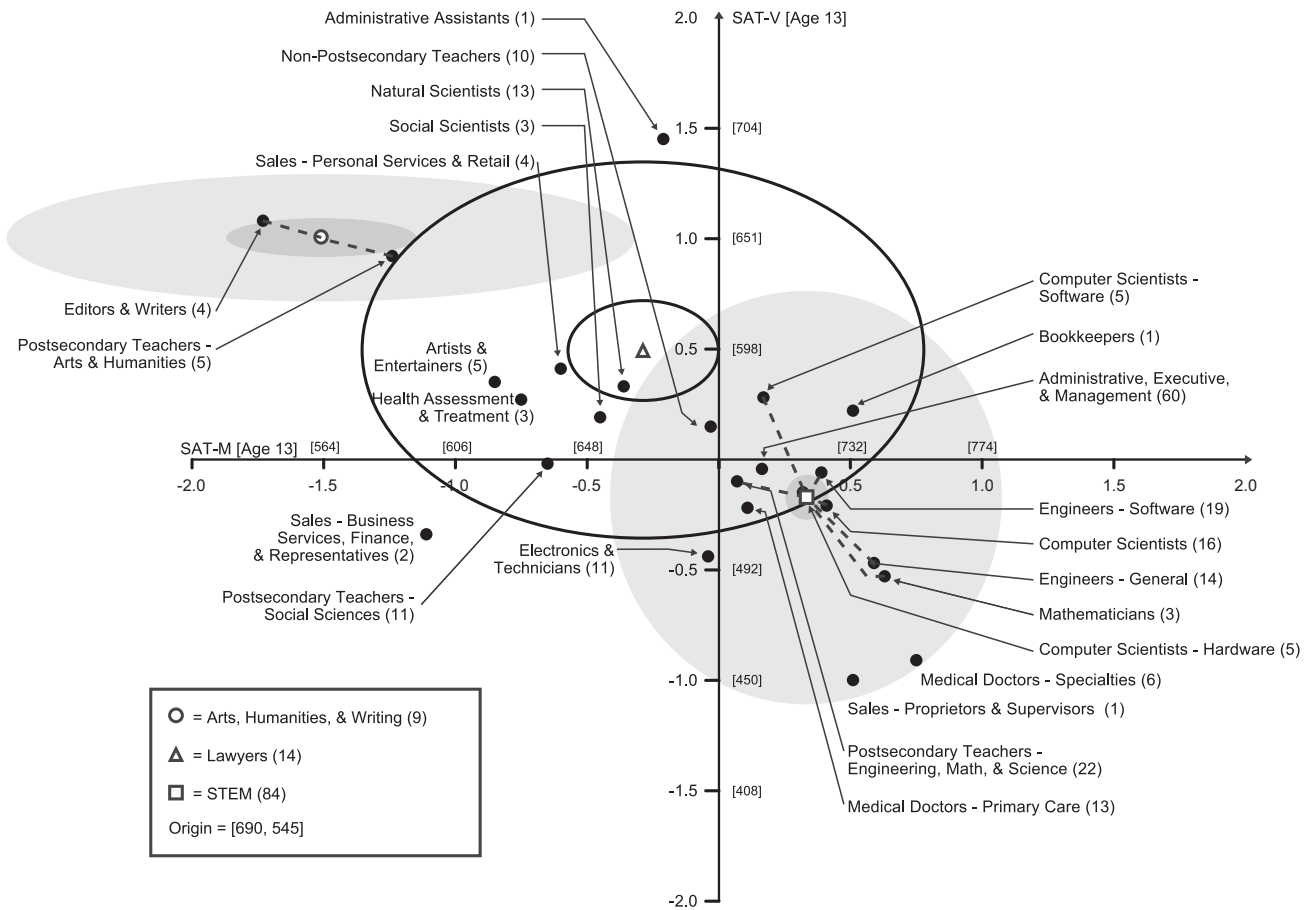 Administrative Assistants (1)
2.0
SAT-V [Age 13]
Non-Postsecondary Teachers (10)
Natural Scientists (13)
Social Scientists (3)
1.5
[704]
Sales - Personal Services & Retail (4)
1.0
[651]
Editors & Writers (4)
Postsecondary Teachers -
Arts & Humanities (5)
Computer Scientists -
Software (5)
Bookkeepers (1)
Administrative, Executive,
& Management (60)
Artists &
Entertainers (5)
0.5
[598]
Health Assessment
& Treatment (3)
SAT-M [Age 13]
[564]
[606]
[648]
[732]
[774]
-2.0
-1.5
-1.0
-0.5
0.5
1.0
1.5
2.0
Sales - Business
Services, Finance,
& Representatives (2)
Electronics &
Technicians (11)
-0.5
[492]
Postsecondary Teachers -
Social Sciences (11)
Engineers - Software (19)
Computer Scientists (16)
Engineers - General (14)
Mathematicians (3)
Computer Scientists - Hardware (5)
-1.0
[450]
Medical Doctors - Specialties (6)
Sales - Proprietors & Supervisors (1)
Postsecondary Teachers -
Engineering, Math, & Science (22)
Medical Doctors - Primary Care (13)
-1.5
[408]
-2.0
= Arts, Humanities, & Writing (9)
= Lawyers (14)
= STEM (84)
Origin = [690, 545]